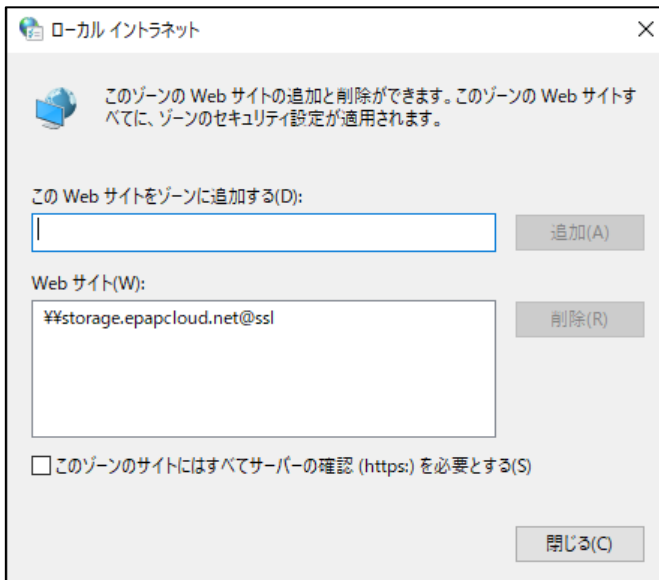 ローカル イントラネット
このゾーンの Web サイトの追加と削除ができます。このゾーンの Web サイトす
べてに、ゾーンのセキュリティ設定が適用されます。
この Web サイトをゾーンに追加する(D):
追加(A)
Web サイト(W):
¥¥storage.epapcloud.net@ssl
削除(R)
このゾーンのサイトにはすべてサーバーの確認 (https:) を必要とする(S)
閉じる(C)